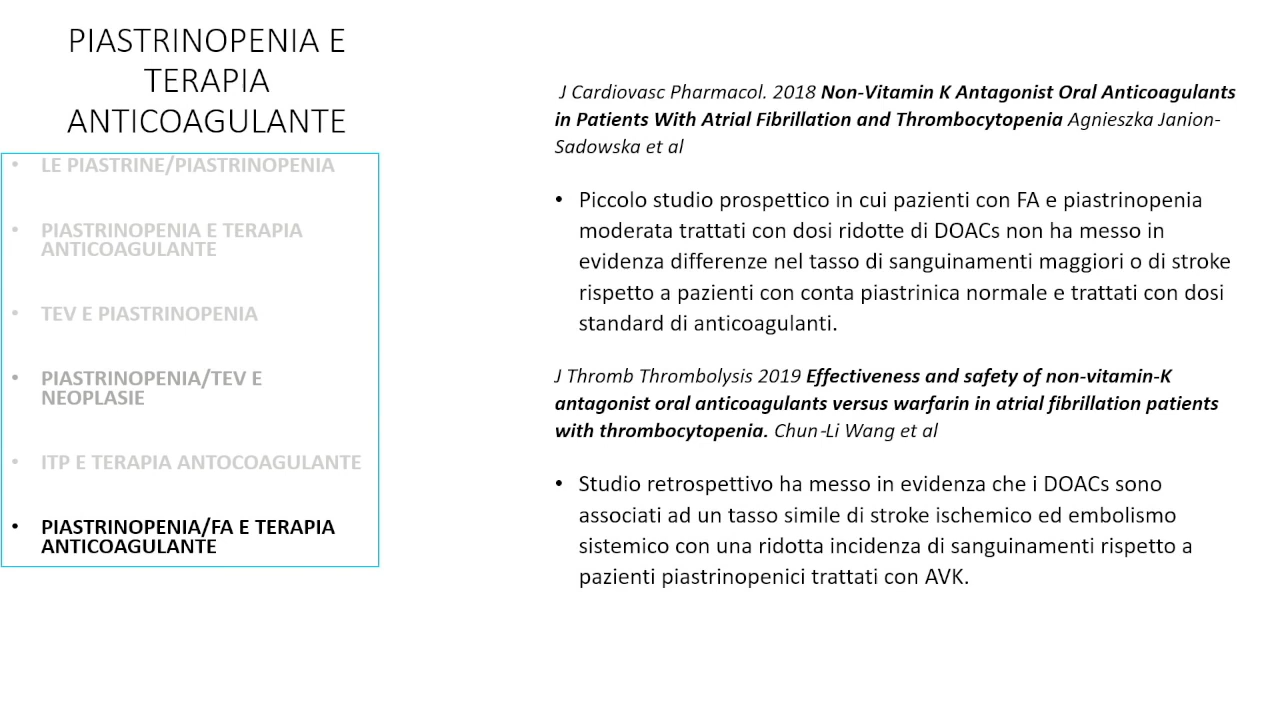 PIASTRINOPENIA E
TERAPIA
ANTICOAGULANTE
• LE PIASTRINE/PIASTRINOPENIA
• PIASTRINOPENIA E TERAPIA
ANTICOAGULANTE
• TEV E PIASTRINOPENIA
• PIASTRINOPENIA/TEV E
NEOPLASIE
• ITP E TERAPIA ANTOCOAGULANTE
• PIASTRINOPENIA/FA E TERAPIA
ANTICOAGULANTE
J Cardiovasc Pharmacol. 2018 Non-Vitamin K Antagonist Oral Anticoagulants
in Patients With Atrial Fibrillation and Thrombocytopenia Agnieszka Janion-
Sadowska et al
• Piccolo studio prospettico in cui pazienti con FA e piastrinopenia
moderata trattati con dosi ridotte di DOACs non ha messo in
evidenza differenze nel tasso di sanguinamenti maggiori o di stroke
rispetto a pazienti con conta piastrinica normale e trattati con dosi
standard di anticoagulanti.
J Thromb Thrombolysis 2019 Effectiveness and safety of non-vitamin-K
antagonist oral anticoagulants versus warfarin in atrial fibrillation patients
with thrombocytopenia. Chun-Li Wang et al
• Studio retrospettivo ha messo in evidenza che i DOACs sono
associati ad un tasso simile di stroke ischemico ed embolismo
sistemico con una ridotta incidenza di sanguinamenti rispetto a
pazienti piastrinopenici trattati con AVK.